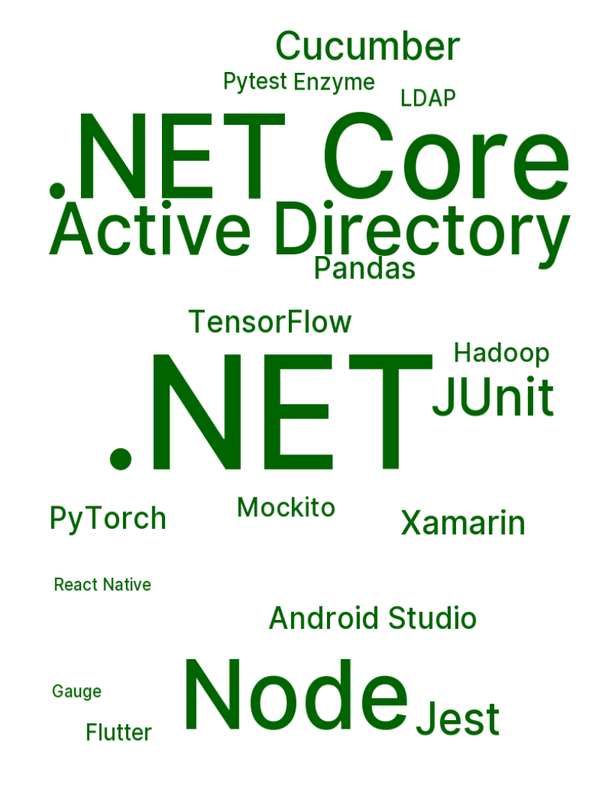 Cucumber
Pytest Enzyme
LDAP
.NET Core
Active Directory
Pandas
TensorFlow
Hadoop
.NET
JUnit
Mockito
PyTorch
Xamarin
React Native
Android Studio
Gauge
Node
Jest
Flutter